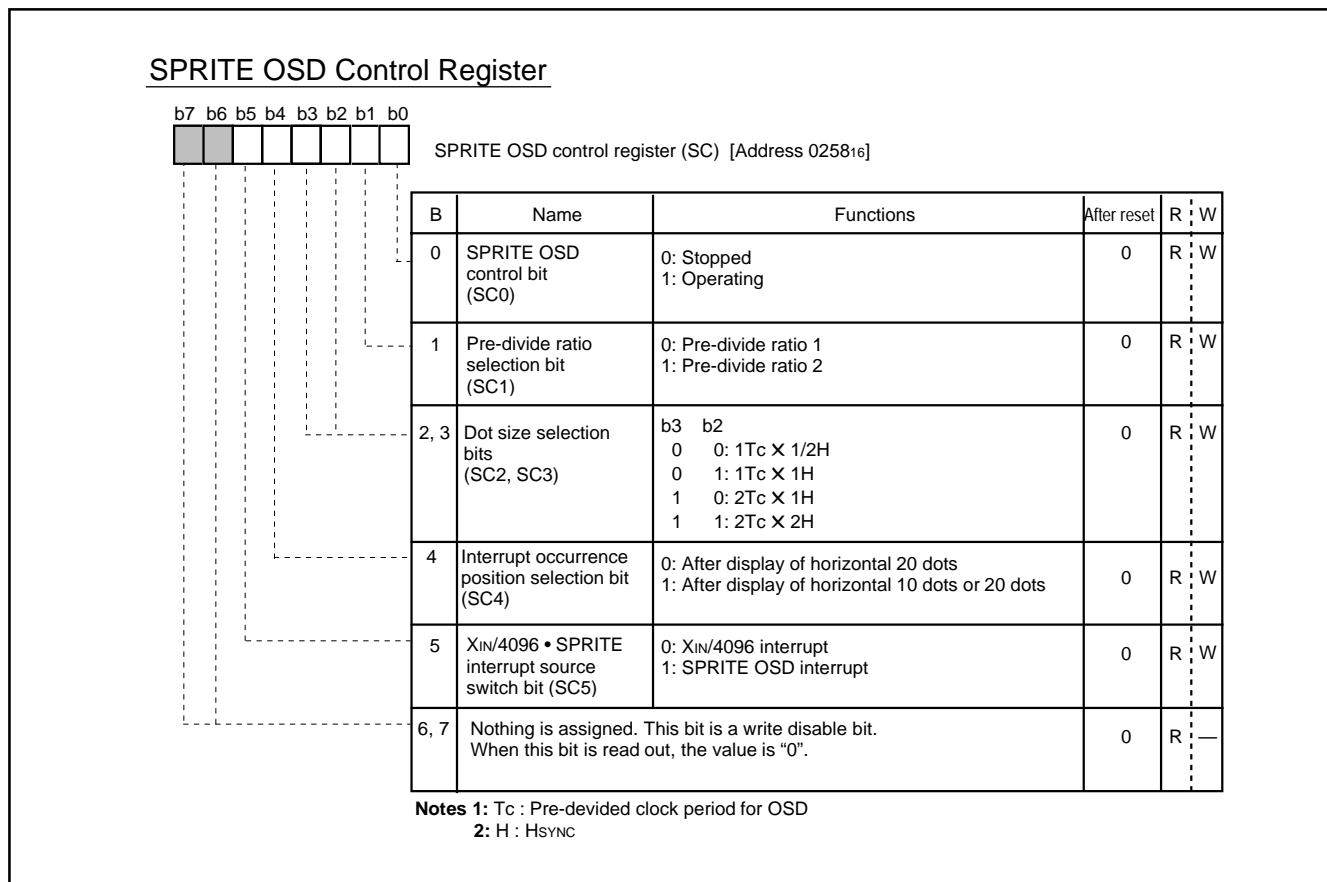 SPRITE OSD Control Register
b7 b6 b5 b4 b3 b2 b1 b0
SPRITE OSD control register (SC) [Address 025816]
B Name Functions After reset R W
0 SPRITE OSD control bit (SC0) 0: Stopped 0 R W
1: Operating
1 Pre-divide ratio selection bit (SC1) 0: Pre-divide ratio 1 0 R W
1: Pre-divide ratio 2
2, 3 Dot size selection bits (SC2, SC3) b3 b2 0 R W
0 0: 1Tc X 1/2H
0 1: 1Tc X 1H
1 0: 2Tc X 1H
1 1: 2Tc X 2H
4 Interrupt occurrence position selection bit (SC4) 0: After display of horizontal 20 dots 0 R W
1: After display of horizontal 10 dots or 20 dots
5 XIN/4096 • SPRITE interrupt source switch bit (SC5) 0: XIN/4096 interrupt 0 R W
1: SPRITE OSD interrupt
6, 7 Nothing is assigned. This bit is a write disable bit. 0 R —
When this bit is read out, the value is “0”.
Notes 1: Tc : Pre-devided clock period for OSD
2: H : HSYNC